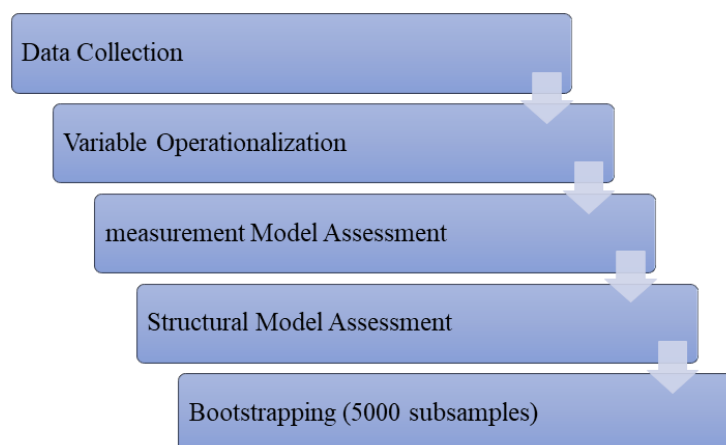 Data Collection
Variable Operationalization
measurement Model Assessment
Structural Model Assessment
Bootstrapping (5000 subsamples)